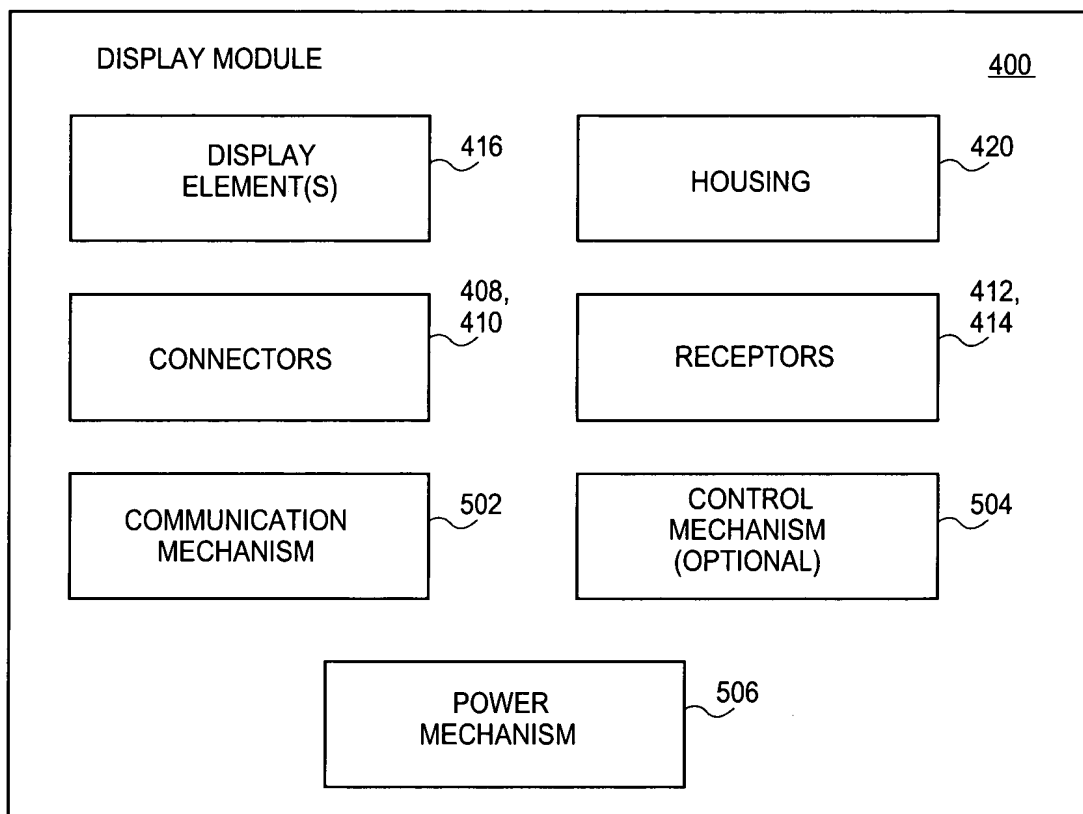 DISPLAY MODULE
400
DISPLAY
ELEMENT(S)
416
HOUSING
420
CONNECTORS
408,
410
RECEPTORS
412,
414
COMMUNICATION
MECHANISM
502
CONTROL
MECHANISM
(OPTIONAL)
504
POWER
MECHANISM
506